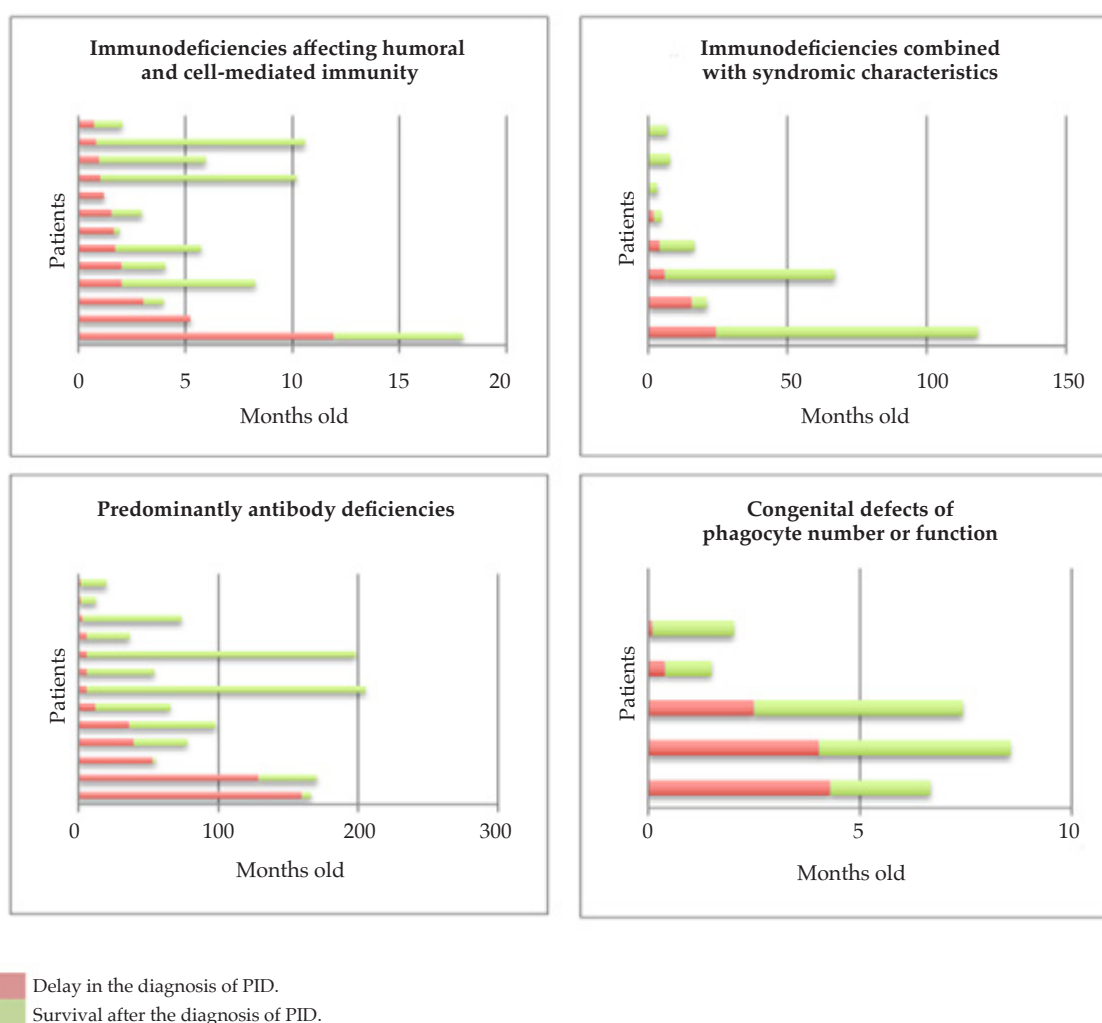 Immunodeficiencies affecting humoral
and cell-mediated immunity
Patients
0 5 10 15 20
Months old
Immunodeficiencies combined
with syndromic characteristics
Patients
0 50 100 150
Months old
Predominantly antibody deficiencies
Patients
0 100 200 300
Months old
Congenital defects of
phagocyte number or function
Patients
0 5 10
Months old
Delay in the diagnosis of PID.
Survival after the diagnosis of PID.